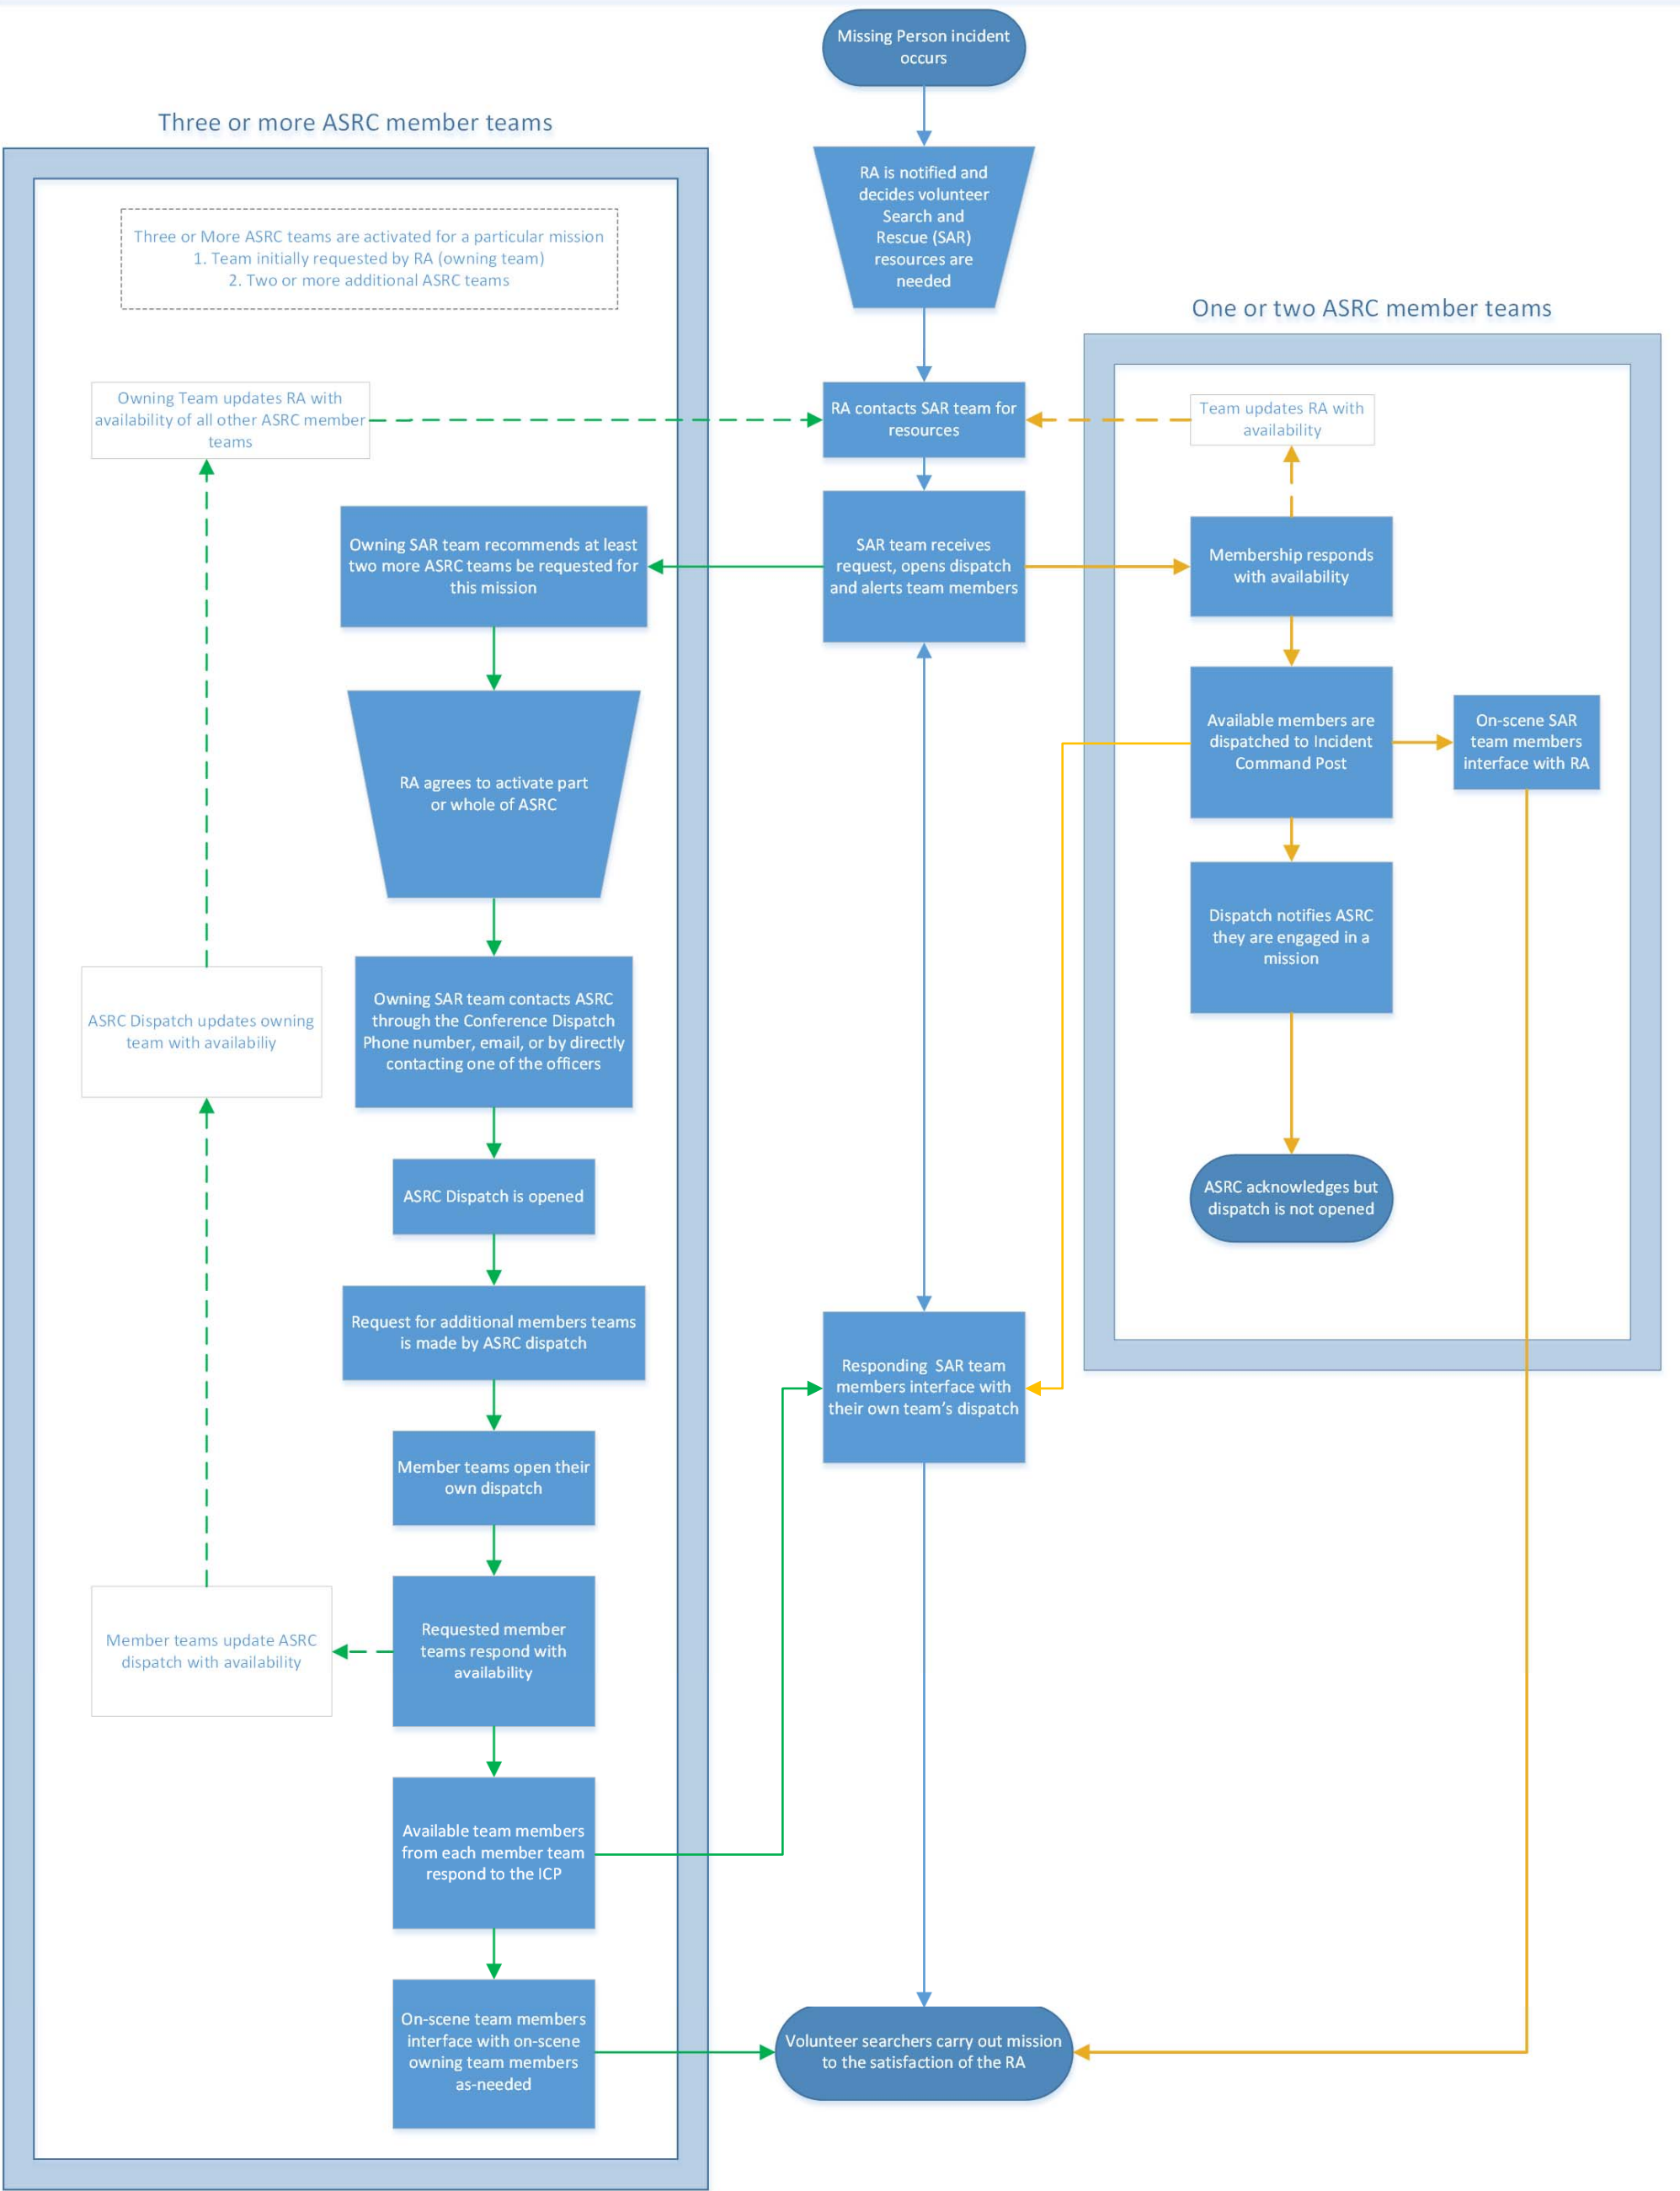 Missing Person incident
occurs
Three or more ASRC member teams
RA is notified and
decides volunteer
Search and
Rescue (SAR)
resources are
needed
Three or More ASRC teams are activated for a particular mission
1. Team initially requested by RA (owning team)
2. Two or more additional ASRC teams
One or two ASRC member teams
Owning Team updates RA with
availability of all other ASRC member
teams
RA contacts SAR team for
resources
Team updates RA with
availability
Owning SAR team recommends at least
two more ASRC teams be requested for
this mission
SAR team receives
request, opens dispatch
and alerts team members
Membership responds
with availability
RA agrees to activate part
or whole of ASRC
Available members are
dispatched to Incident
Command Post
On-scene SAR
team members
interface with RA
Dispatch notifies ASRC
they are engaged in a
mission
ASRC Dispatch updates owning
team with availabiliy
Owning SAR team contacts ASRC
through the Conference Dispatch
Phone number, email, or by directly
contacting one of the officers
ASRC Dispatch is opened
ASRC acknowledges but
dispatch is not opened
Request for additional members teams
is made by ASRC dispatch
Responding SAR team
members interface with
their own team's dispatch
Member teams open their
own dispatch
Member teams update ASRC
dispatch with availability
Requested member
teams respond with
availability
Available team members
from each member team
respond to the ICP
On-scene team members
interface with on-scene
owning team members
as-needed
Volunteer searchers carry out mission
to the satisfaction of the RA